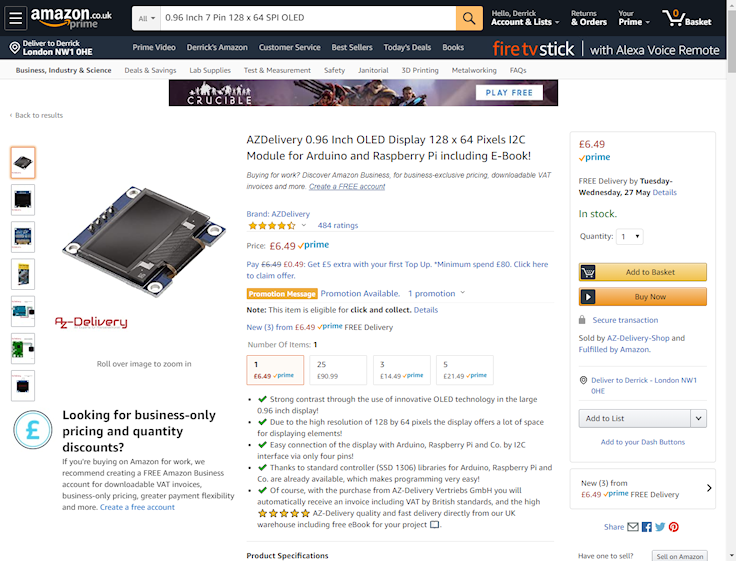 amazon.co.uk
prime
All
0.96 Inch 7 Pin 128 x 64 SPI OLED
Hello, Derrick
Account & Lists
Returns
& Orders
Your
Prime
0
Basket
Deliver to Derrick
London NW1 0HE
Prime Video Derrick's Amazon Customer Service Best Sellers Today's Deals Books
fire tv stick | with Alexa Voice Remote
Business, Industry & Science Deals & Savings Lab Supplies Test & Measurement Safety Janitorial 3D Printing Metalworking FAQs
CRUCIBLE
PLAY FREE
‹ Back to results
AZDelivery 0.96 Inch OLED Display 128 x 64 Pixels I2C
Module for Arduino and Raspberry Pi including E-Book!
Buying for work? Discover Amazon Business, for business-exclusive pricing, downloadable VAT
invoices and more. Create a FREE account
Brand: AZDelivery
484 ratings
Price: £6.49 prime
Pay £6.49 £0.49: Get £5 extra with your first Top Up. *Minimum spend £80. Click here
to claim offer.
Promotion Message Promotion Available. 1 promotion
Note: This item is eligible for click and collect. Details
New (3) from £6.49 prime FREE Delivery
Number Of Items: 1
1
£6.49 prime
25
£90.99
3
£14.49 prime
5
£21.49 prime
Strong contrast through the use of innovative OLED technology in the large
0.96 inch display!
Due to the high resolution of 128 by 64 pixels the display offers a lot of space
for displaying elements!
Easy connection of the display with Arduino, Raspberry Pi and Co. by I2C
interface via only four pins!
Thanks to standard controller (SSD 1306) libraries for Arduino, Raspberry Pi and
Co. are already available, which makes programming very easy!
Of course, with the purchase from AZ-Delivery Vertriebs GmbH you will
automatically receive an invoice including VAT by British standards, and the high
AZ-Delivery quality and fast delivery directly from our UK
warehouse including free eBook for your project
Product Specifications
Az-Delivery
Roll over image to zoom in
£
Looking for business-only
pricing and quantity
discounts?
If you're buying on Amazon for work, we
recommend creating a FREE Amazon Business
account for downloadable VAT invoices,
business-only pricing, greater payment flexibility
and more. Create a free account
£6.49
prime
FREE Delivery by Tuesday-
Wednesday, 27 May Details
In stock.
Quantity: 1
Add to Basket
Buy Now
Secure transaction
Sold by AZ-Delivery-Shop and
Fulfilled by Amazon.
Deliver to Derrick - London NW1
0HE
Add to List
Add to your Dash Buttons
New (3) from
£6.49 prime FREE Delivery
Share
Have one to sell?
Sell on Amazon